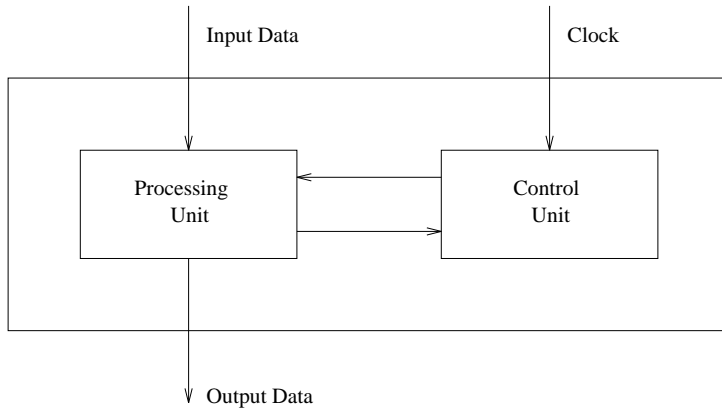 Input Data
Clock
Processing
Unit
Control
Unit
Output Data